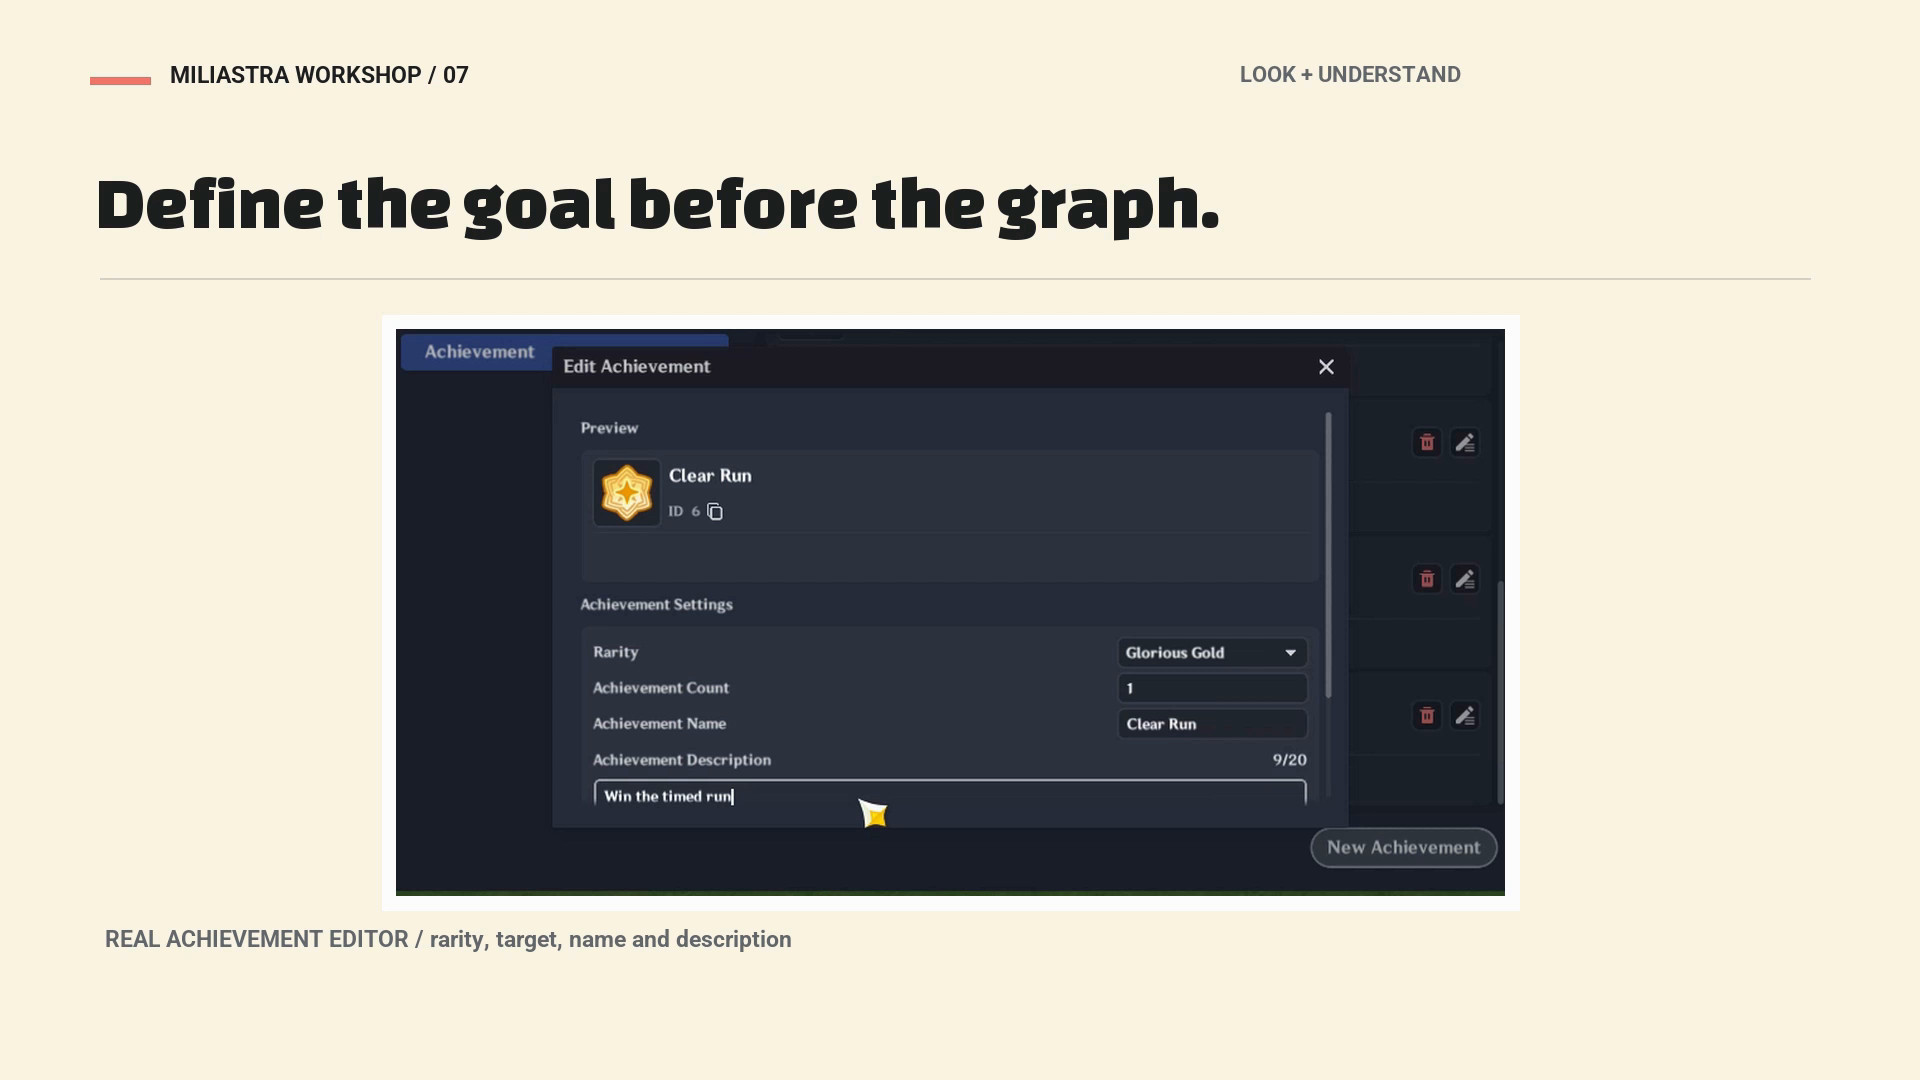 MILIASTRA WORKSHOP / 07
LOOK + UNDERSTAND
Define the goal before the graph.
Achievement
Edit Achievement
Preview
Clear Run
ID 6
Achievement Settings
Rarity
Glorious Gold
Achievement Count
1
Achievement Name
Clear Run
Achievement Description
9/20
Win the timed run
New Achievement
REAL ACHIEVEMENT EDITOR / rarity, target, name and description